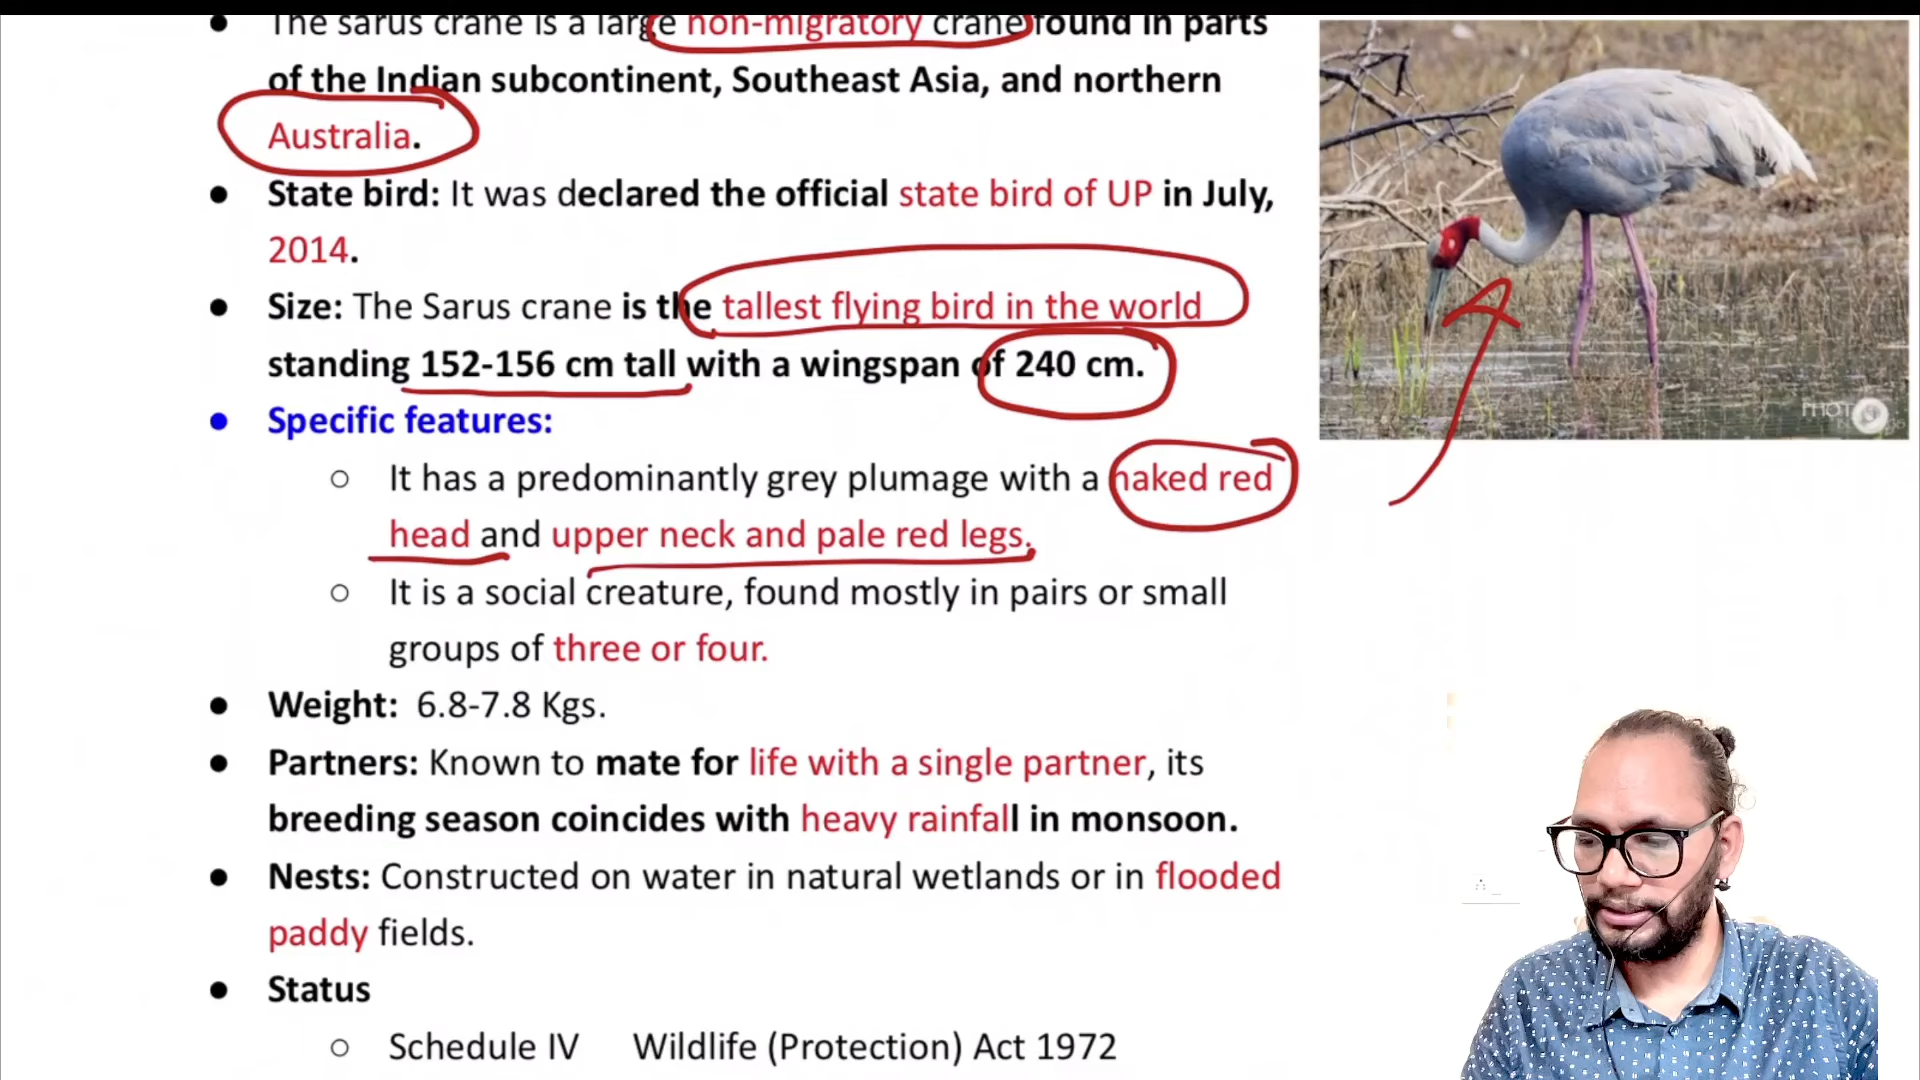 The sarus crane is a large non-migratory crane found in parts
of the Indian subcontinent, Southeast Asia, and northern
Australia.
State bird: It was declared the official state bird of UP in July,
2014.
Size: The Sarus crane is the tallest flying bird in the world
standing 152-156 cm tall with a wingspan of 240 cm.
Specific features:
It has a predominantly grey plumage with a naked red
head and upper neck and pale red legs.
It is a social creature, found mostly in pairs or small
groups of three or four.
Weight: 6.8-7.8 Kgs.
Partners: Known to mate for life with a single partner, its
breeding season coincides with heavy rainfall in monsoon.
Nests: Constructed on water in natural wetlands or in flooded
paddy fields.
Status
Schedule IV Wildlife (Protection) Act 1972